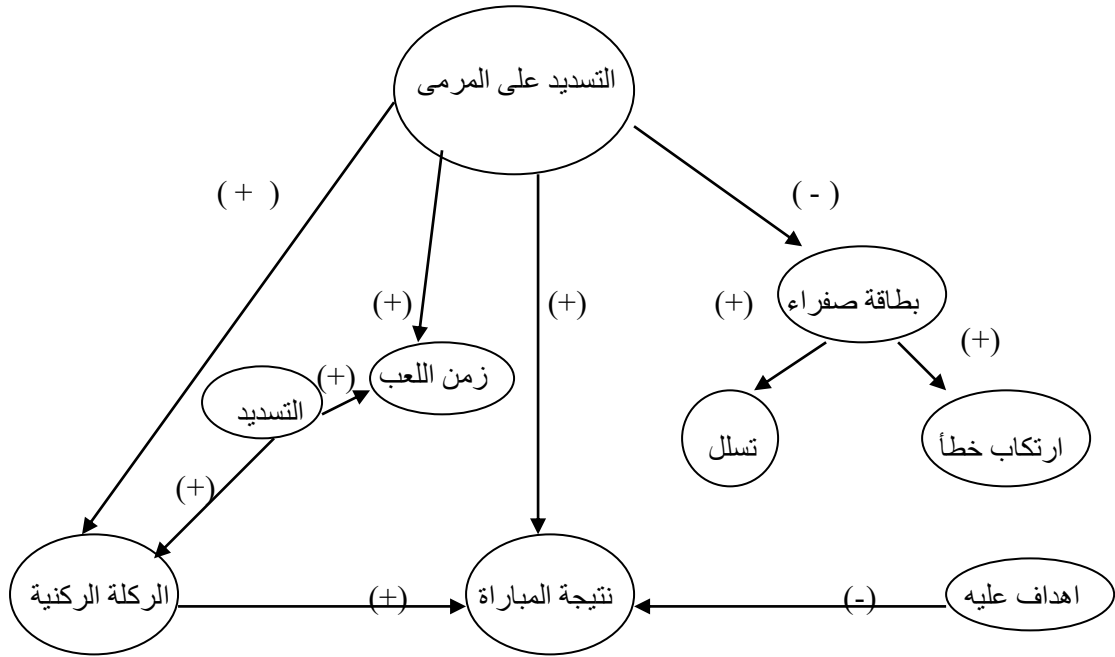 التسديد على المرمى
( + )
( - )
(+)
(+)
(+)
بطاقة صفراء
(+)
زمن اللعب
(+)
التسديد
تسلل
ارتكاب خطأ
(+)
الركلة الركنية
(+)
نتيجة المباراة
(-)
اهداف عليه